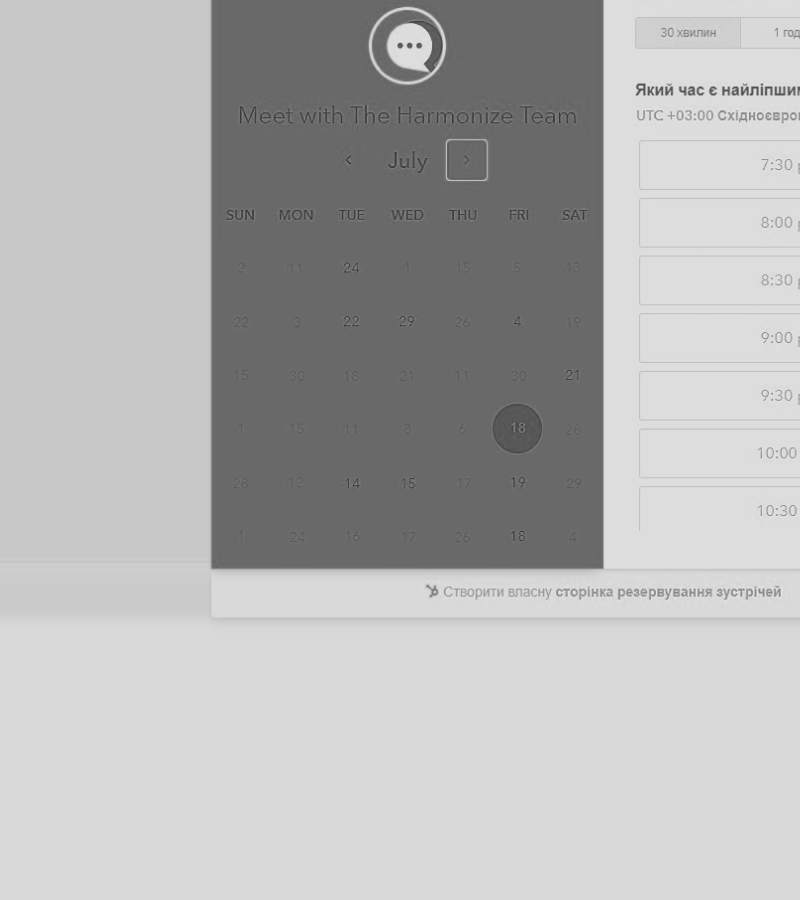 30 хвилин 1 год
Який час є найліпшим
UTC +03:00 Східноєвро
Meet with The Harmonize Team
July
SUN MON TUE WED THU FRI SAT
2 11 24 1 15 5 13
22 3 22 29 26 4 19
15 30 18 21 11 30 21
1 15 11 8 6 18 28
28 12 14 15 17 19 29
1 24 16 17 26 18 4
7:30
8:00
8:30
9:00
9:30
10:00
10:30
Створити власну сторінка резервування зустрічей